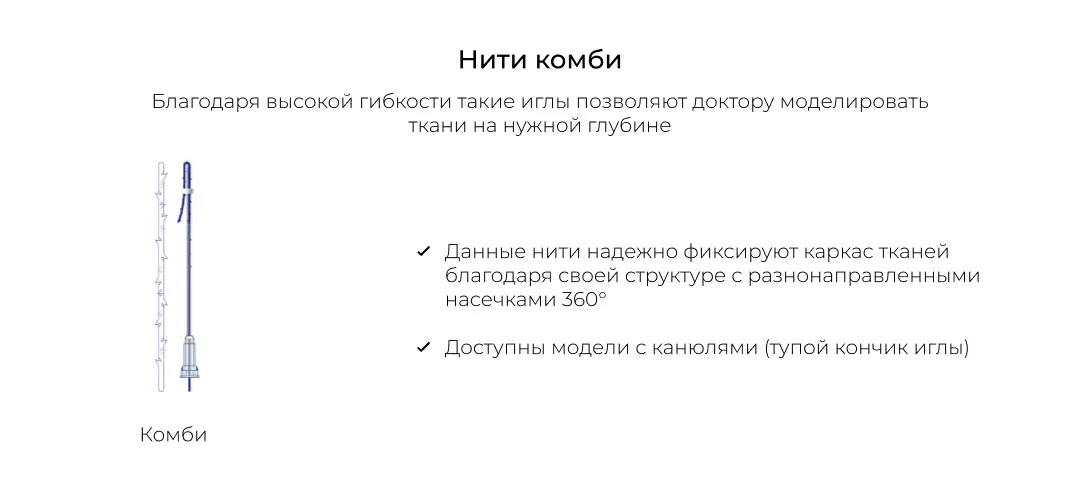 Нити комби
Благодаря высокой гибкости такие иглы позволяют доктору моделировать
ткани на нужной глубине
Данные нити надежно фиксируют каркас тканей
благодаря своей структуре с разнонаправленными
насечками 360°
Доступны модели с канюлями (тупой кончик иглы)
Комби